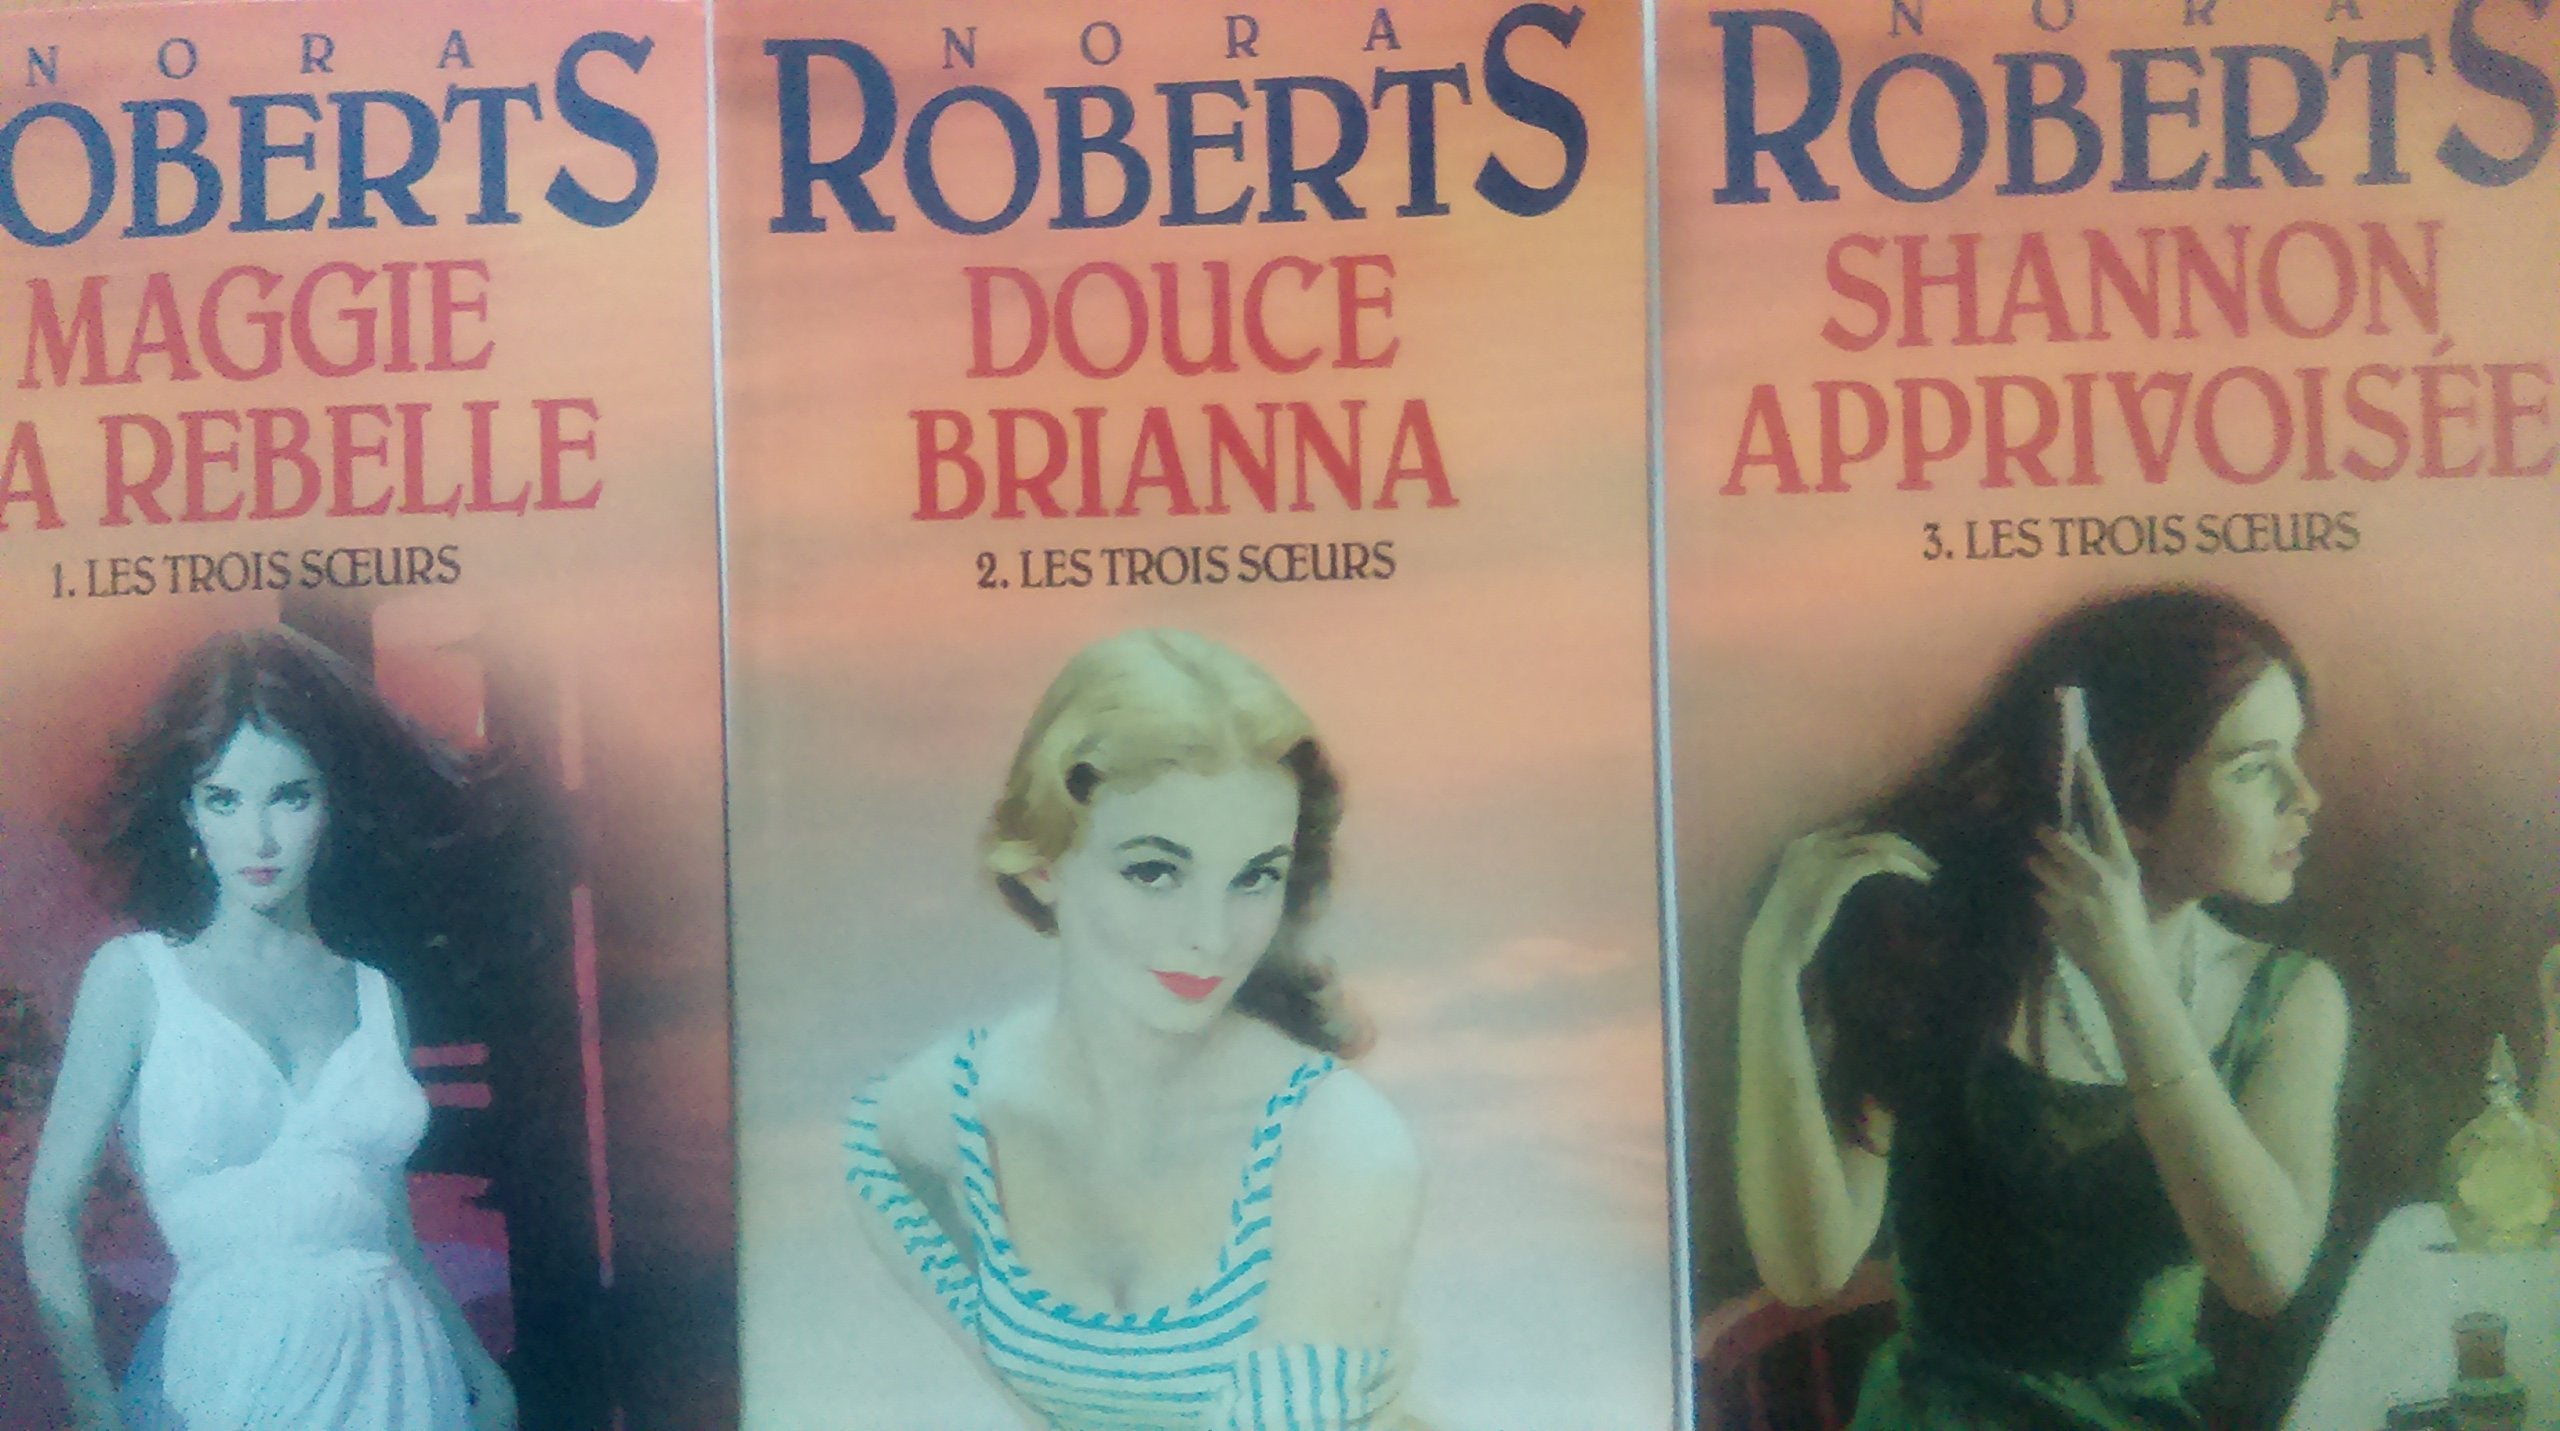 NORA
OBERTS
MAGGIE
A REBELLE
1. LES TROIS SŒURS
NORA
ROBERTS
DOUCE
BRIANNA
2. LES TROIS SŒURS
NORA
ROBERTS
SHANNON
APPRIVOISÉE
3. LES TROIS SŒURS